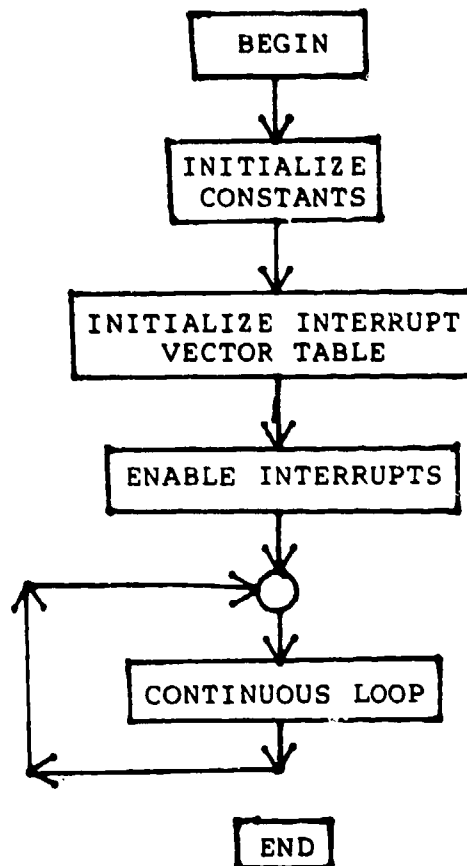 BEGIN
INITIALIZE
CONSTANTS
INITIALIZE INTERRUPT
VECTOR TABLE
ENABLE INTERRUPTS
CONTINUOUS LOOP
END